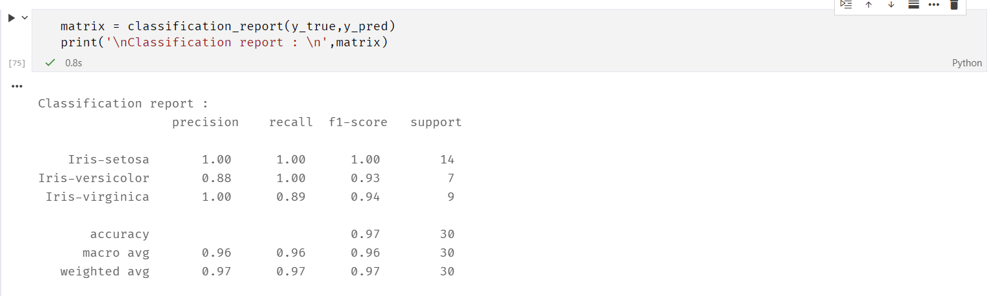 matrix = classification_report(y_true,y_pred)
print('\nClassification report : \n',matrix)
[75] 0.8s Python
Classification report :
precision recall f1-score support
Iris-setosa 1.00 1.00 1.00 14
Iris-versicolor 0.88 1.00 0.93 7
Iris-virginica 1.00 0.89 0.94 9
accuracy 0.97 30
macro avg 0.96 0.96 0.96 30
weighted avg 0.97 0.97 0.97 30